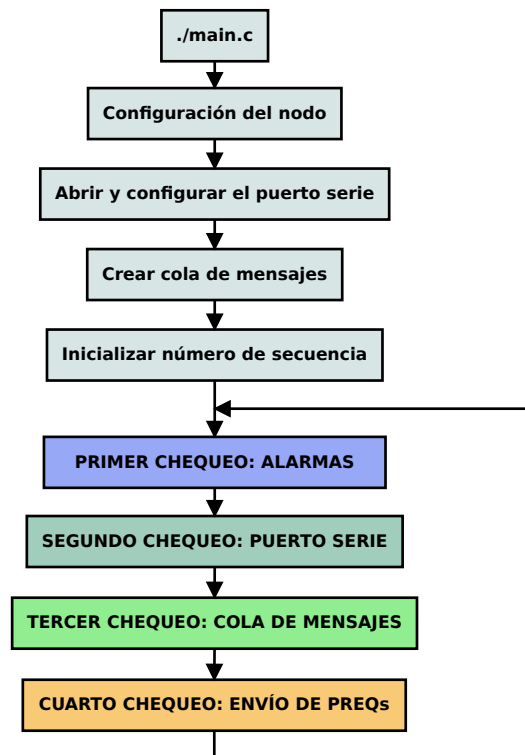 ./main.c
Configuración del nodo
Abrir y configurar el puerto serie
Crear cola de mensajes
Inicializar número de secuencia
PRIMER CHEQUEO: ALARMAS
SEGUNDO CHEQUEO: PUERTO SERIE
TERCER CHEQUEO: COLA DE MENSAJES
CUARTO CHEQUEO: ENVÍO DE PREQs